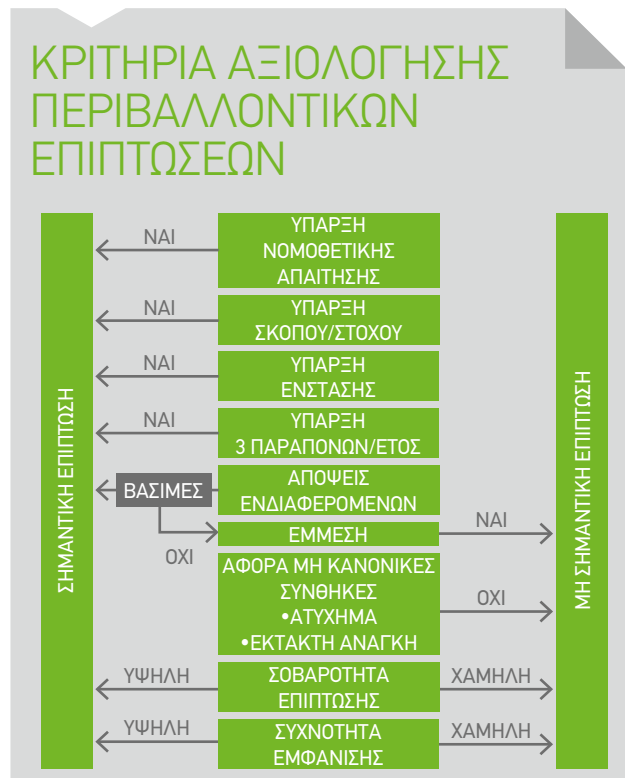 ΚΡΙΤΗΡΙΑ ΑΞΙΟΛΟΓΗΣΗΣ
ΠΕΡΙΒΑΛΛΟΝΤΙΚΩΝ
ΕΠΙΠΤΩΣΕΩΝ
ΣΗΜΑΝΤΙΚΗ ΕΠΙΠΤΩΣΗ
ΝΑΙ
ΥΠΑΡΞΗ
ΝΟΜΟΘΕΤΙΚΗΣ
ΑΠΑΙΤΗΣΗΣ
ΝΑΙ
ΥΠΑΡΞΗ
ΣΚΟΠΟΥ/ΣΤΟΧΟΥ
ΝΑΙ
ΥΠΑΡΞΗ
ΕΝΣΤΑΣΗΣ
ΝΑΙ
ΥΠΑΡΞΗ
3 ΠΑΡΑΠΟΝΩΝ/ΕΤΟΣ
ΒΑΣΙΜΕΣ
ΑΠΟΨΕΙΣ
ΕΝΔΙΑΦΕΡΟΜΕΝΩΝ
ΟΧΙ
ΕΜΜΕΣΗ
ΝΑΙ
ΑΦΟΡΑ ΜΗ ΚΑΝΟΝΙΚΕΣ
ΣΥΝΘΗΚΕΣ
•ΑΤΥΧΗΜΑ
•ΕΚΤΑΚΤΗ ΑΝΑΓΚΗ
ΟΧΙ
ΥΨΗΛΗ
ΣΟΒΑΡΟΤΗΤΑ
ΕΠΙΠΤΩΣΗΣ
ΧΑΜΗΛΗ
ΥΨΗΛΗ
ΣΥΧΝΟΤΗΤΑ
ΕΜΦΑΝΙΣΗΣ
ΧΑΜΗΛΗ
ΜΗ ΣΗΜΑΝΤΙΚΗ ΕΠΙΠΤΩΣΗ